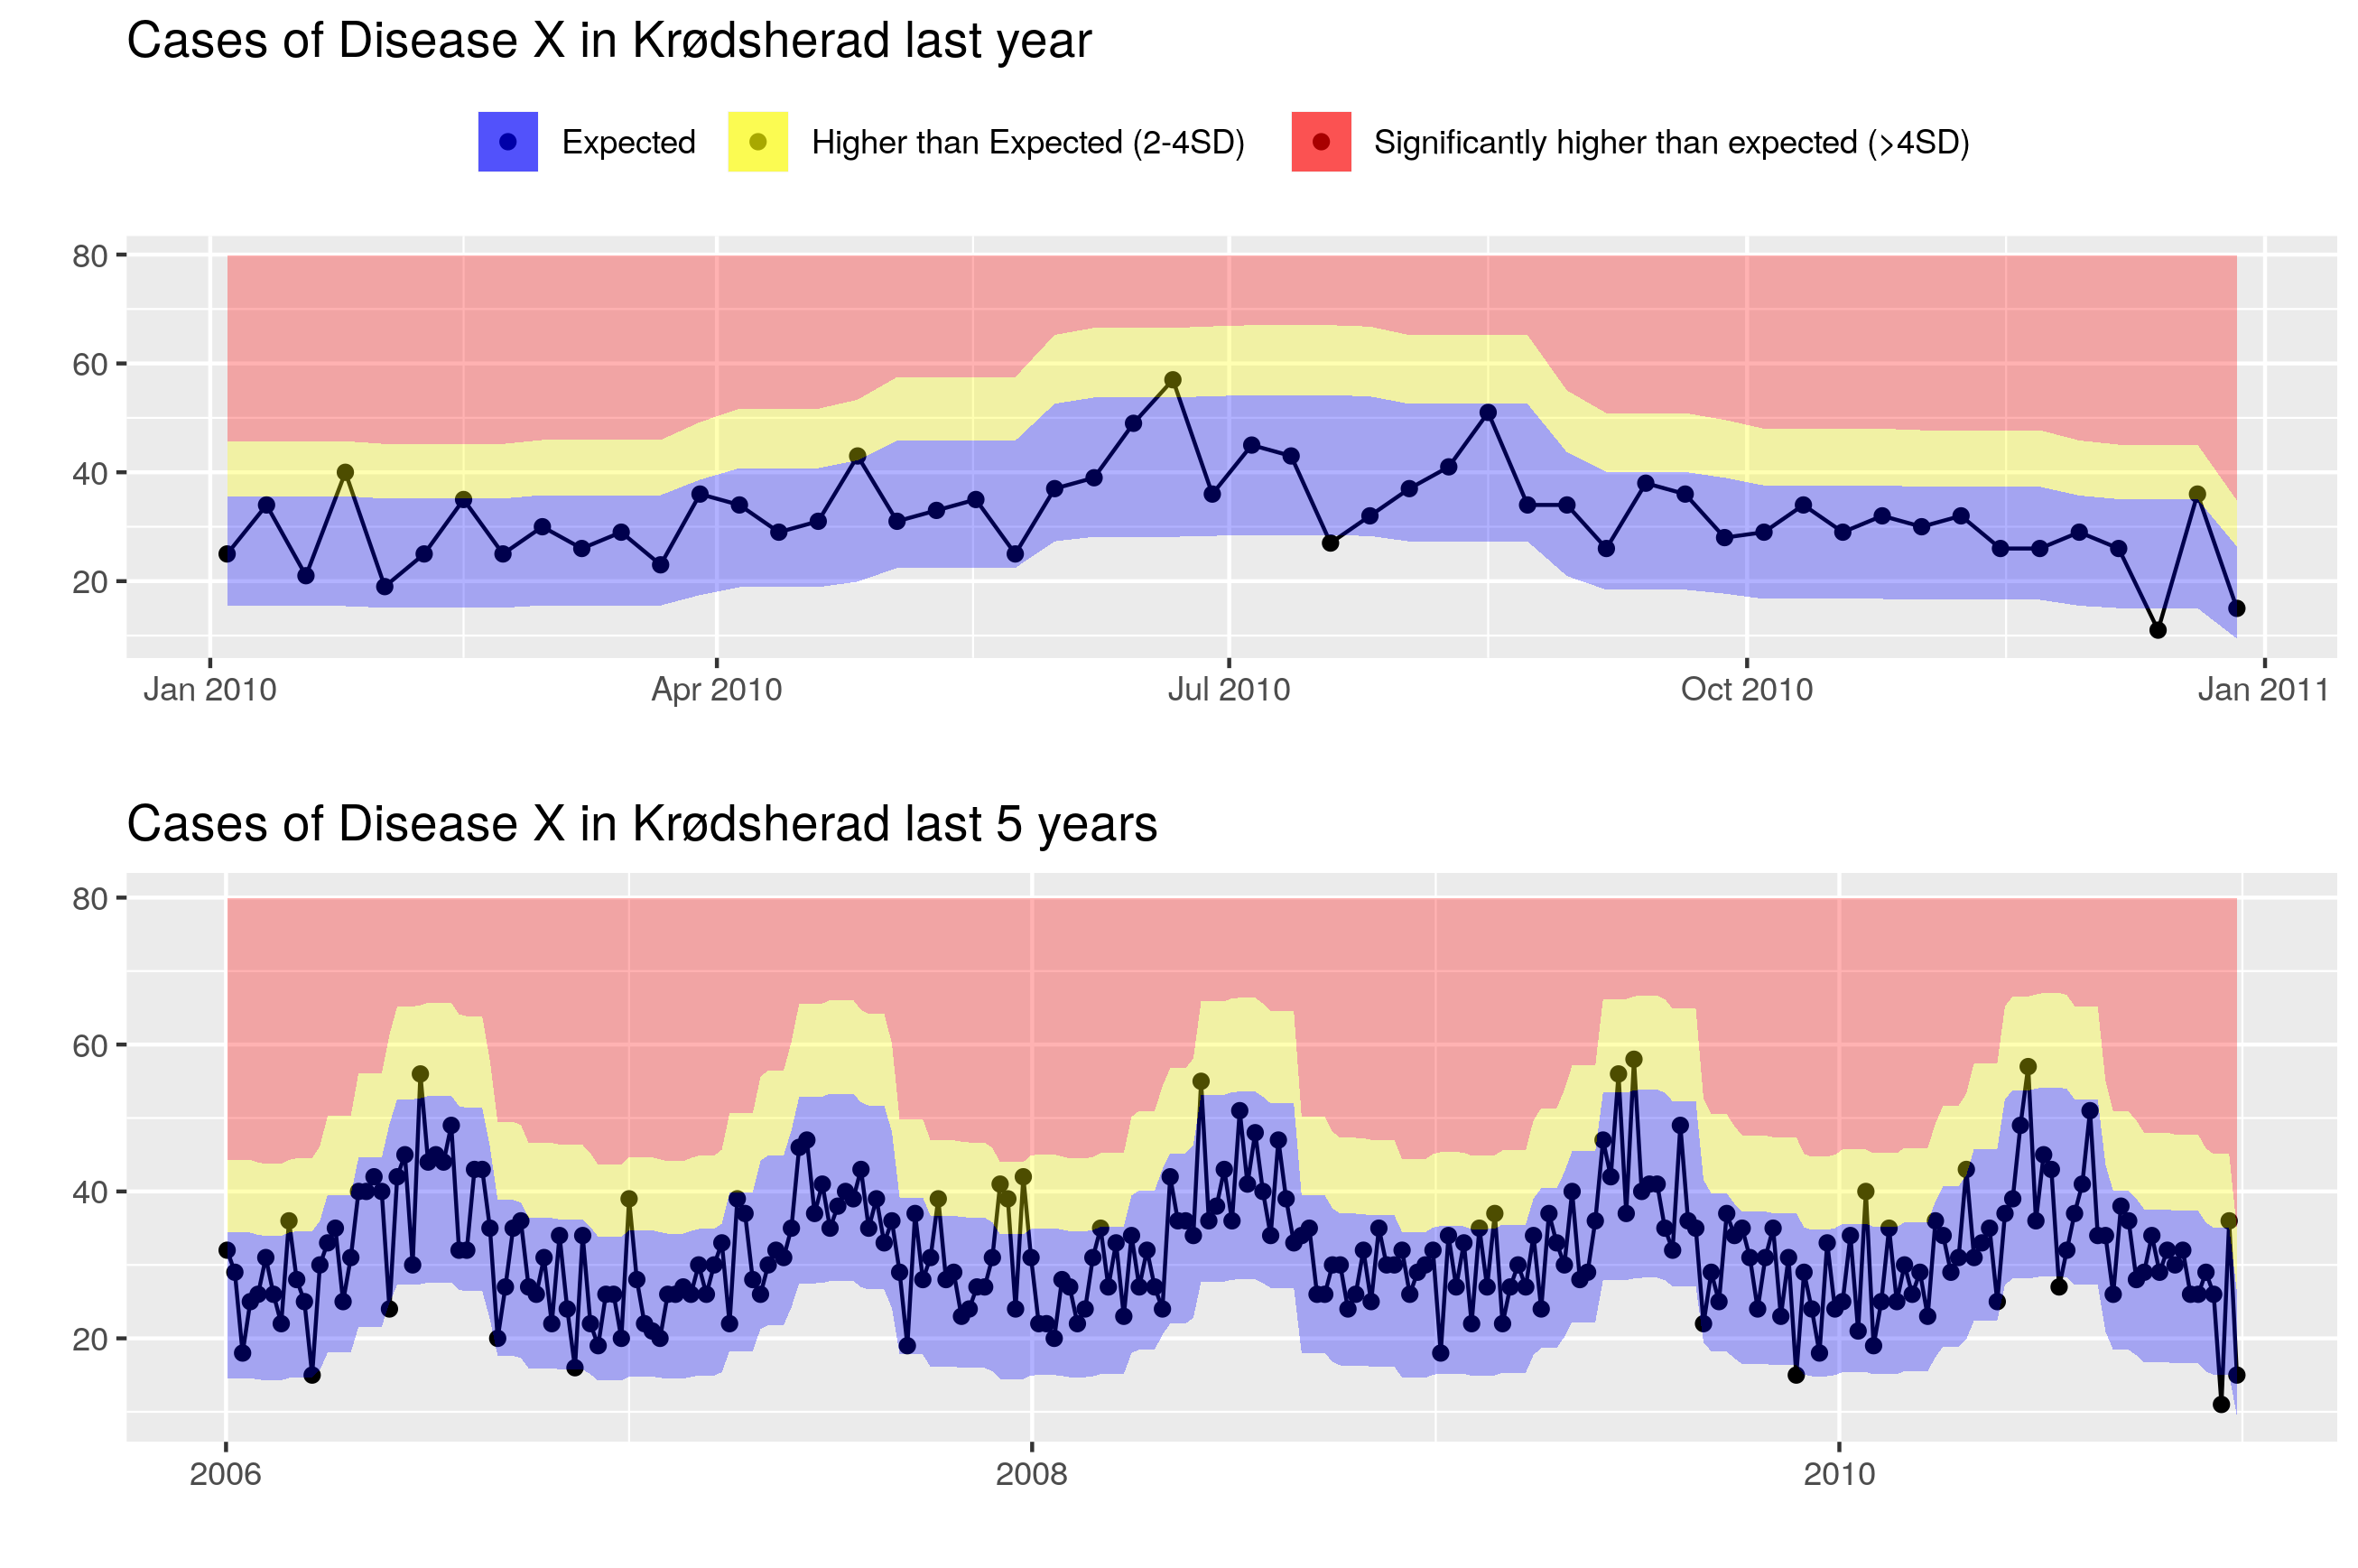 Cases of Disease X in Krødsherad last year
Expected Higher than Expected (2-4SD) Significantly higher than expected (>4SD)
80
60
40
20
Jan 2010 Apr 2010 Jul 2010 Oct 2010 Jan 2011
Cases of Disease X in Krødsherad last 5 years
80
60
40
20
2006 2008 2010